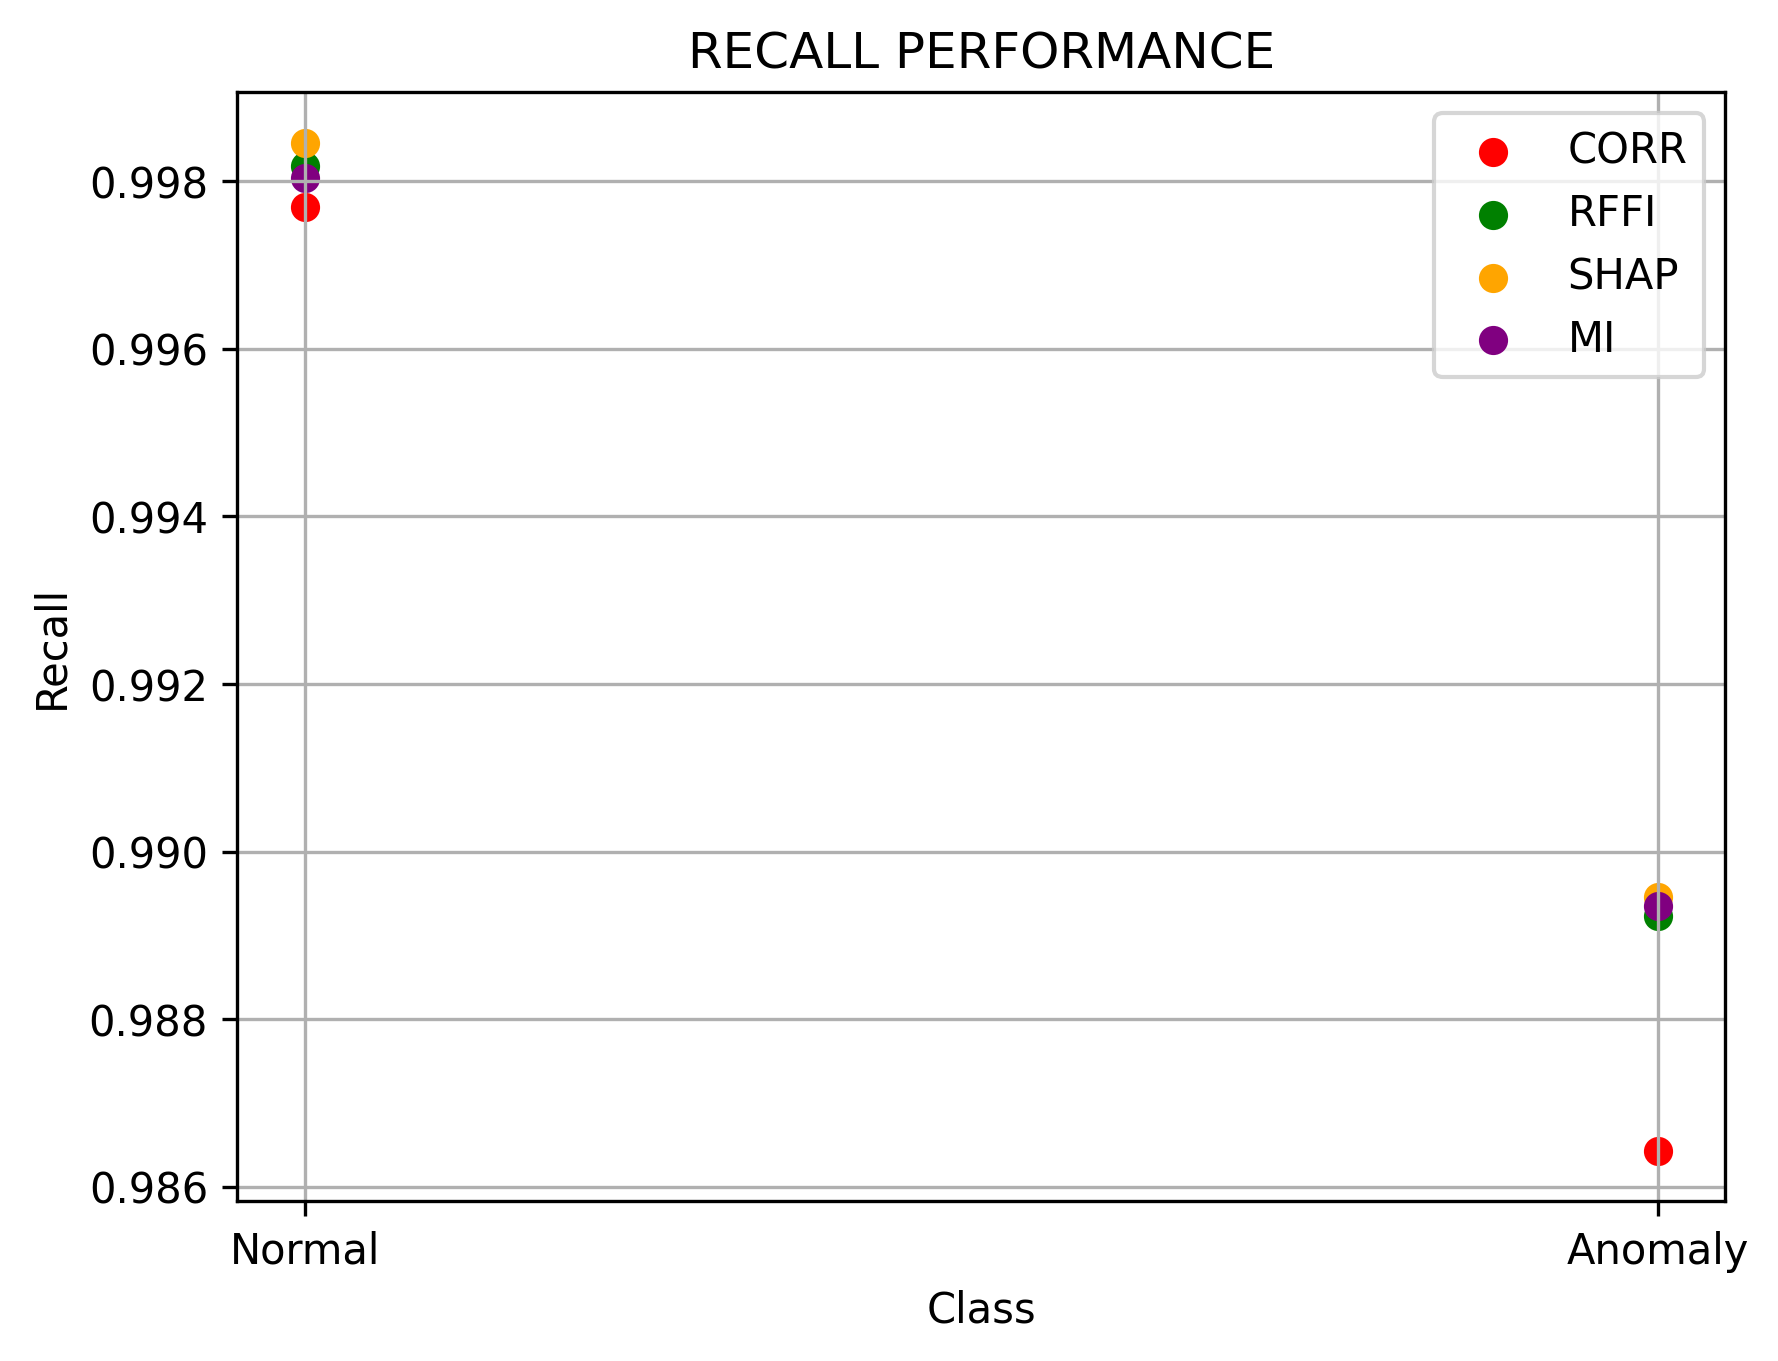 RECALL PERFORMANCE
CORR
RFFI
SHAP
MI
0.998
0.996
0.994
0.992
0.990
0.988
0.986
Recall
Normal
Anomaly
Class